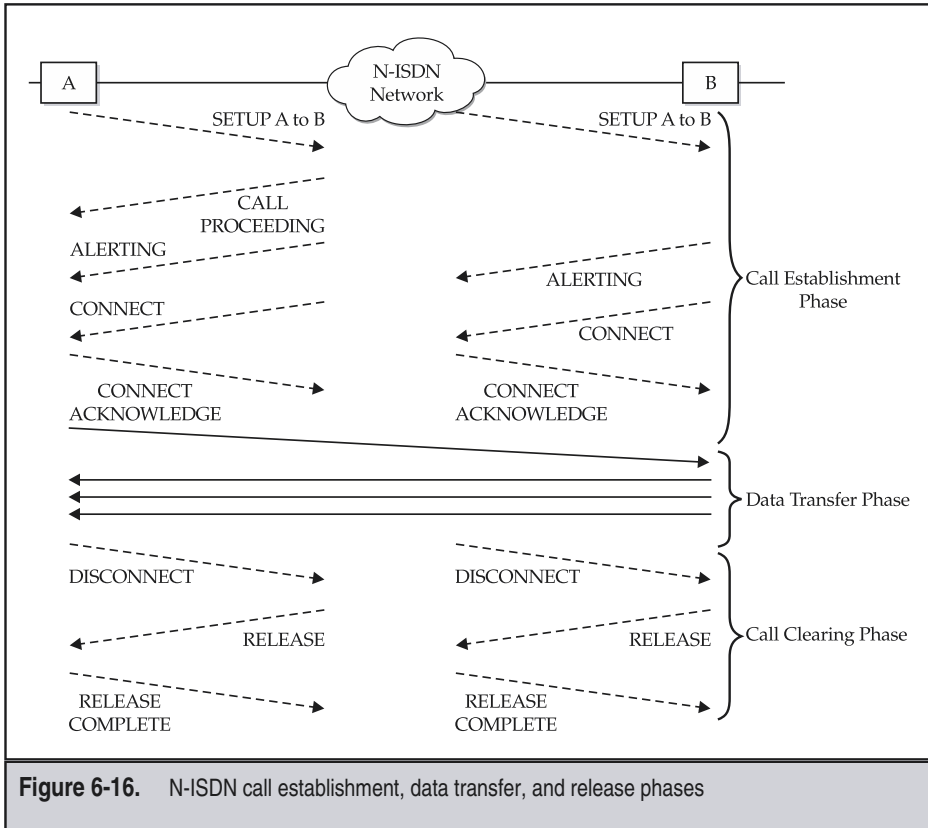 A
N-ISDN
Network
B
SETUP A to B
SETUP A to B
CALL
PROCEEDING
ALERTING
ALERTING
Call Establishment
Phase
CONNECT
CONNECT
CONNECT
ACKNOWLEDGE
CONNECT
ACKNOWLEDGE
Data Transfer Phase
DISCONNECT
DISCONNECT
RELEASE
RELEASE
Call Clearing Phase
RELEASE
COMPLETE
RELEASE
COMPLETE
Figure 6-16. N-ISDN call establishment, data transfer, and release phases